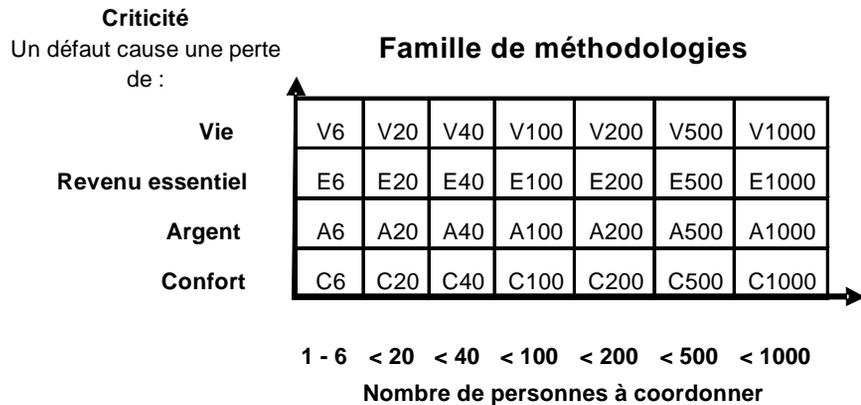 Criticité
Un défaut cause une perte
de :
Famille de méthodologies
Vie V6 V20 V40 V100 V200 V500 V1000
Revenu essentiel E6 E20 E40 E100 E200 E500 E1000
Argent A6 A20 A40 A100 A200 A500 A1000
Confort C6 C20 C40 C100 C200 C500 C1000
1 - 6 < 20 < 40 < 100 < 200 < 500 < 1000
Nombre de personnes à coordonner